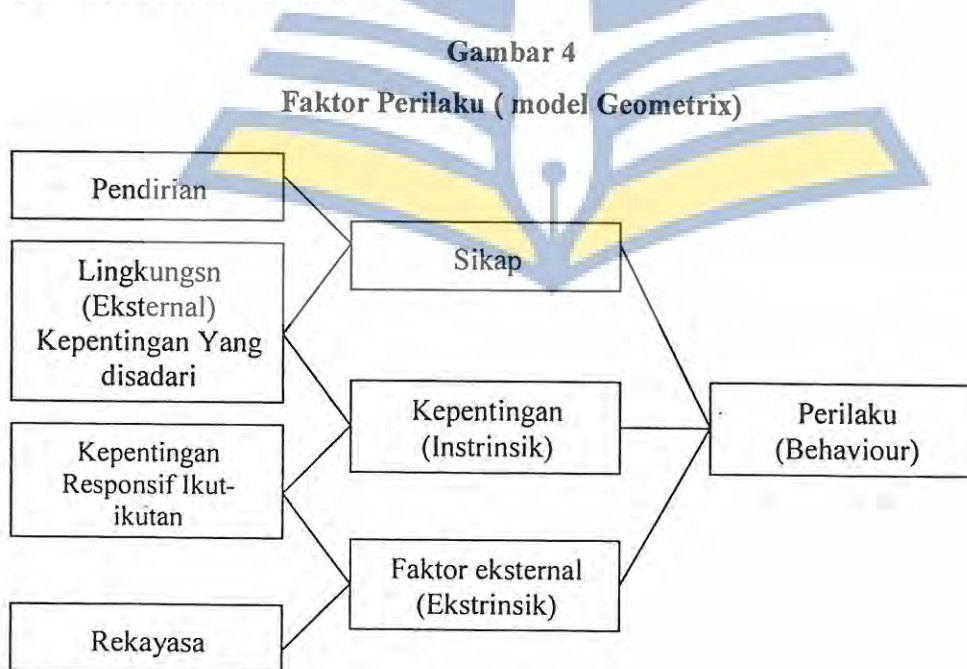 Gambar 4
Faktor Perilaku ( model Geometrix)
Pendirian
Lingkungsn
(Eksternal)
Kepentingan Yang
disadari
Kepentingan
Responsif Ikut-
ikutan
Rekayasa
Sikap
Kepentingan
(Instrinsik)
Faktor eksternal
(Ekstrinsik)
Perilaku
(Behaviour)